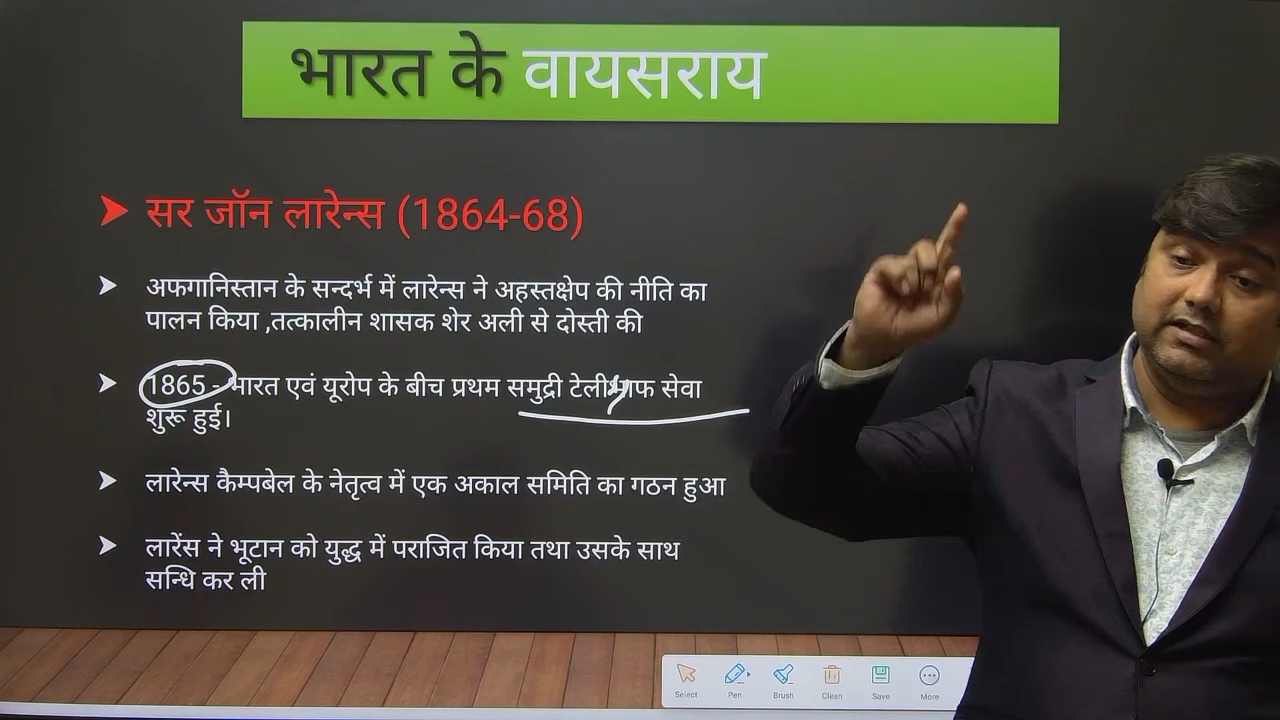 भारत के वायसराय
सर जॉन लारेन्स (1864-68)
अफगानिस्तान के सन्दर्भ में लारेन्स ने अहस्तक्षेप की नीति का
पालन किया ,तत्कालीन शासक शेर अली से दोस्ती की
1865 - भारत एवं यूरोप के बीच प्रथम समुद्री टेलीग्राफ सेवा
शुरू हुई।
लारेन्स कैम्पबेल के नेतृत्व में एक अकाल समिति का गठन हुआ
लारेंस ने भूटान को युद्ध में पराजित किया तथा उसके साथ
सन्धि कर ली
Select Pen Brush Clean Save More